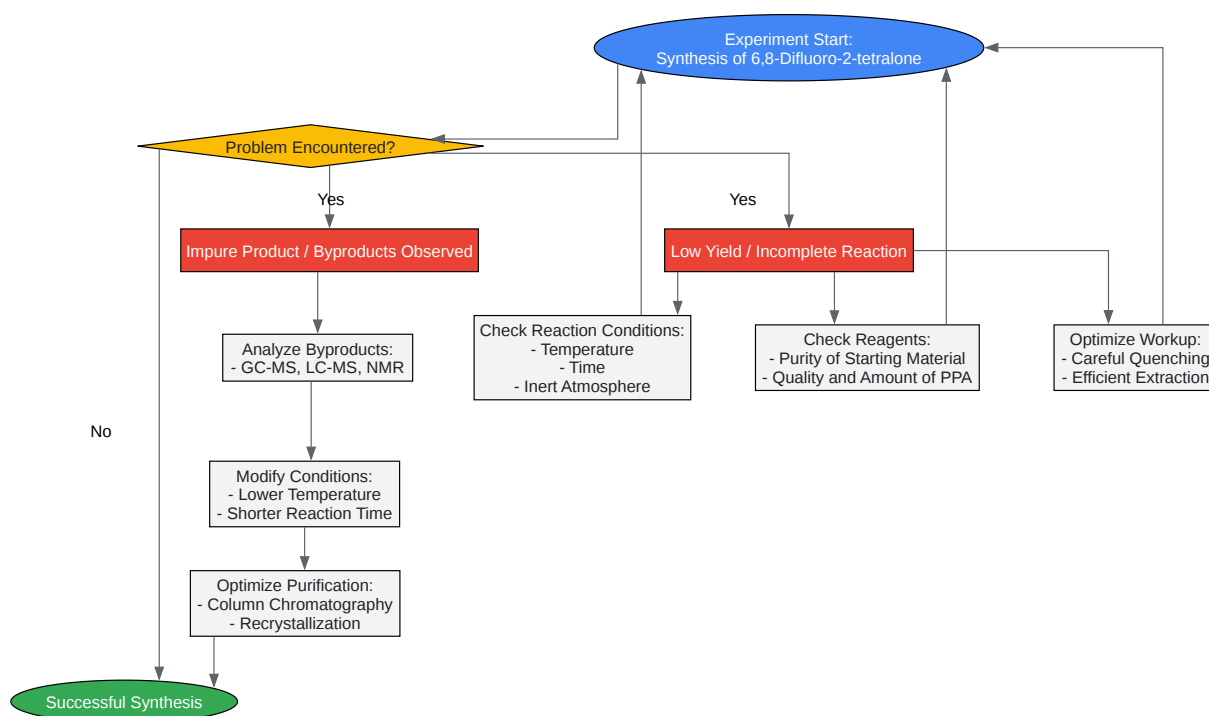 Experiment Start:
Synthesis of 6,8-Difluoro-2-tetralone
Problem Encountered?
Yes
Yes
Impure Product / Byproducts Observed
Low Yield / Incomplete Reaction
Check Reaction Conditions:
- Temperature
- Time
- Inert Atmosphere
Check Reagents:
- Purity of Starting Material
- Quality and Amount of PPA
Optimize Workup:
- Careful Quenching
- Efficient Extraction
Analyze Byproducts:
- GC-MS, LC-MS, NMR
No
Modify Conditions:
- Lower Temperature
- Shorter Reaction Time
Optimize Purification:
- Column Chromatography
- Recrystallization
Successful Synthesis